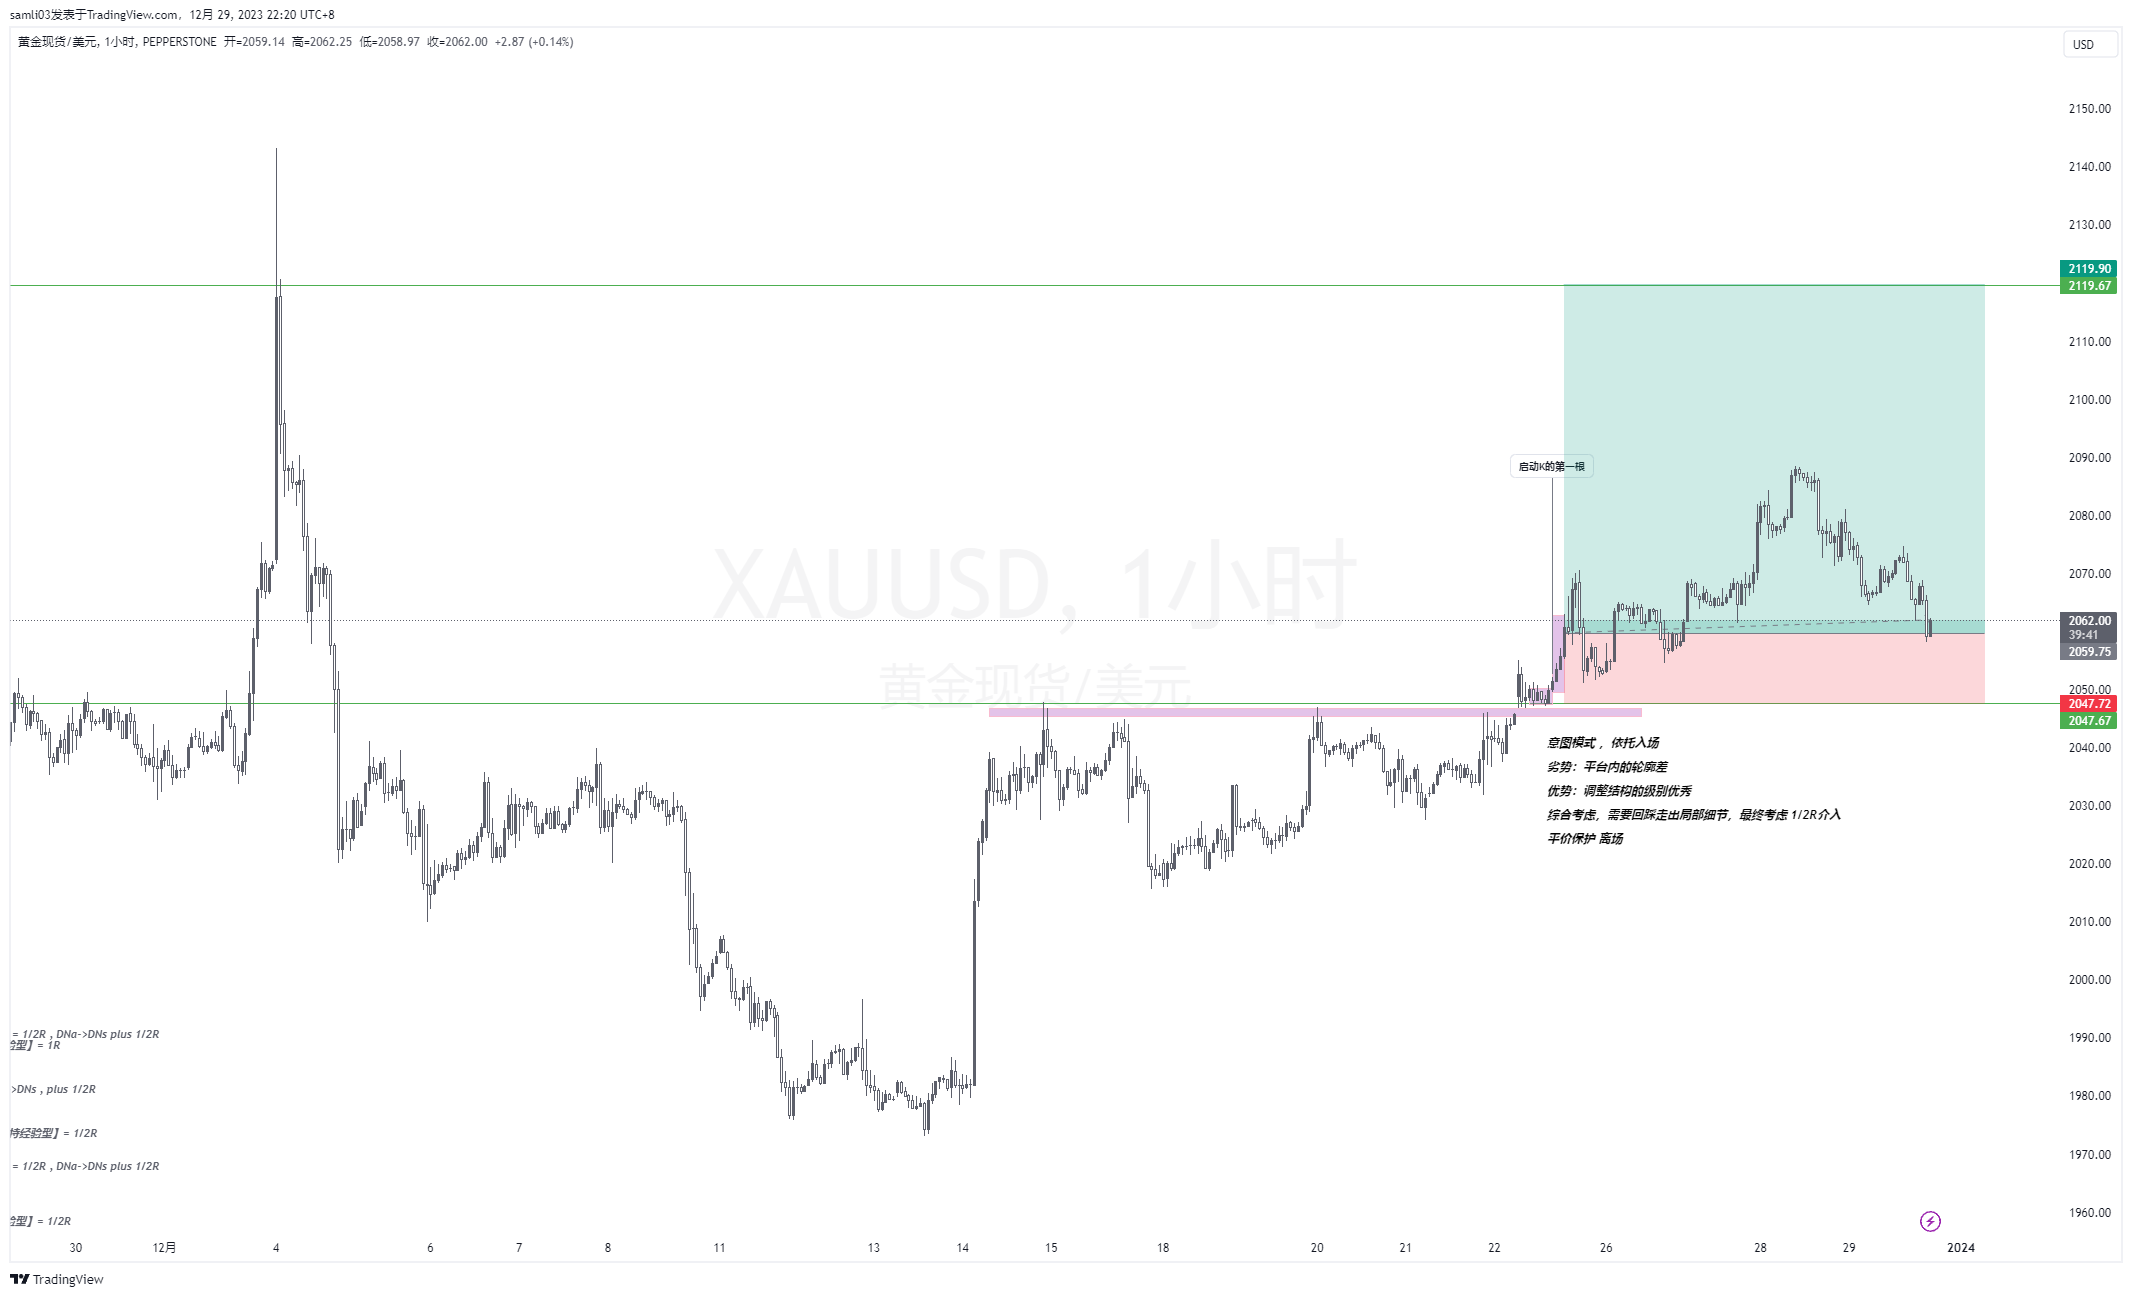 samli03发表于TradingView.com, 12月 29, 2023 22:20 UTC+8
黄金现货/美元, 1小时, PEPPERSTONE 开=2059.14 高=2062.25 低=2058.97 收=2062.00 +2.87 (+0.14%)
USD
2150.00
2140.00
2130.00
2119.90
2119.67
2110.00
2100.00
2090.00
启动K的第一根
2080.00
2070.00
XAUUSD, 1小时
黄金现货/美元
2062.00
39:41
2059.75
2050.00
2047.72
2047.67
2040.00
意图模式 ，依托入场
劣势：平台内的轮廓差
优势：调整结构的级别优秀
综合考虑，需要回踩走出局部细节，最终考虑 1/2R介入
平价保护 离场
2030.00
2020.00
2010.00
2000.00
1990.00
= 1/2R , DNa->DNs plus 1/2R
型】= 1R
1980.00
>DNs , plus 1/2R
持经验型】= 1/2R
1970.00
= 1/2R , DNa->DNs plus 1/2R
型】= 1/2R
1960.00
30 12月 4 6 7 8 11 13 14 15 18 20 21 22 26 28 29 2024
TradingView